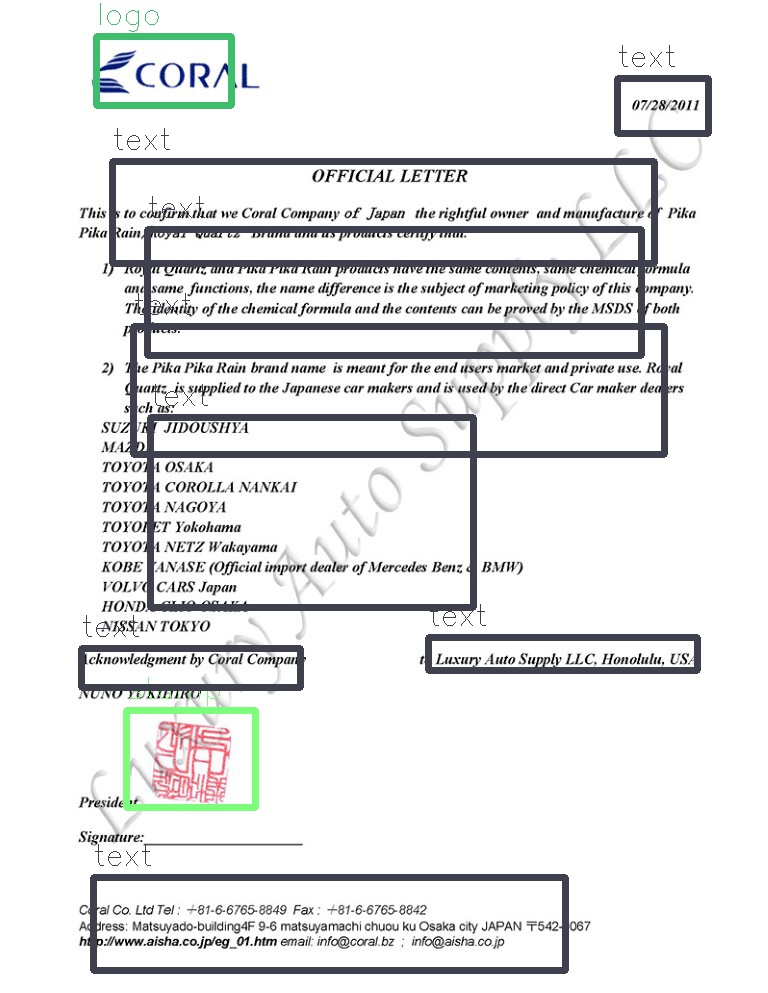 logo
CORAL
text
07/28/2011
text
OFFICIAL LETTER
text
This is to confirm that we Coral Company of Japan the rightful owner and manufacture of Pika
Pika Rain, Royal Quartz Brand and its products certify that:
1) Royal Quartz and Pika Pika Rain products have the same contents, same chemical formula
and same functions, the name difference is the subject of marketing policy of this company.
text
The identity of the chemical formula and the contents can be proved by the MSDS of both
products.
2) The Pika Pika Rain brand name is meant for the end users market and private use. Royal
Quartz is supplied to the Japanese car makers and is used by the direct Car maker dealers
text
such as:
SUZUKI JIDOUSHYA
MAZDA
TOYOTA OSAKA
TOYOTA COROLLA NANKAI
TOYOTA NAGOYA
TOYOPET Yokohama
TOYOTA NETZ Wakayama
KOBE YANASE (Official import dealer of Mercedes Benz & BMW)
VOLVO CARS Japan
HONDA CLIO OSAKA
text
NISSAN TOKYO
text
Acknowledgment by Coral Company to Luxury Auto Supply LLC, Honolulu, USA
NUNO YUKIHIRO
President
Signature:
text
Coral Co. Ltd Tel : +81-6-6765-8849 Fax : +81-6-6765-8842
Address: Matsuyado-building4F 9-6 matsuyamachi chuou ku Osaka city JAPAN 〒542-0067
http://www.aisha.co.jp/eg_01.htm email: info@coral.bz ; info@aisha.co.jp
Luxury Auto Supply LLC